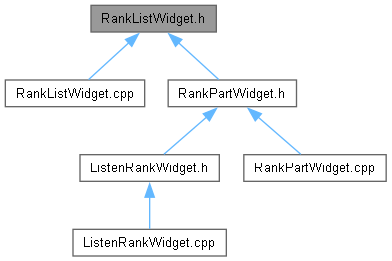 RankListWidget.h
RankListWidget.cpp
RankPartWidget.h
ListenRankWidget.h
RankPartWidget.cpp
ListenRankWidget.cpp